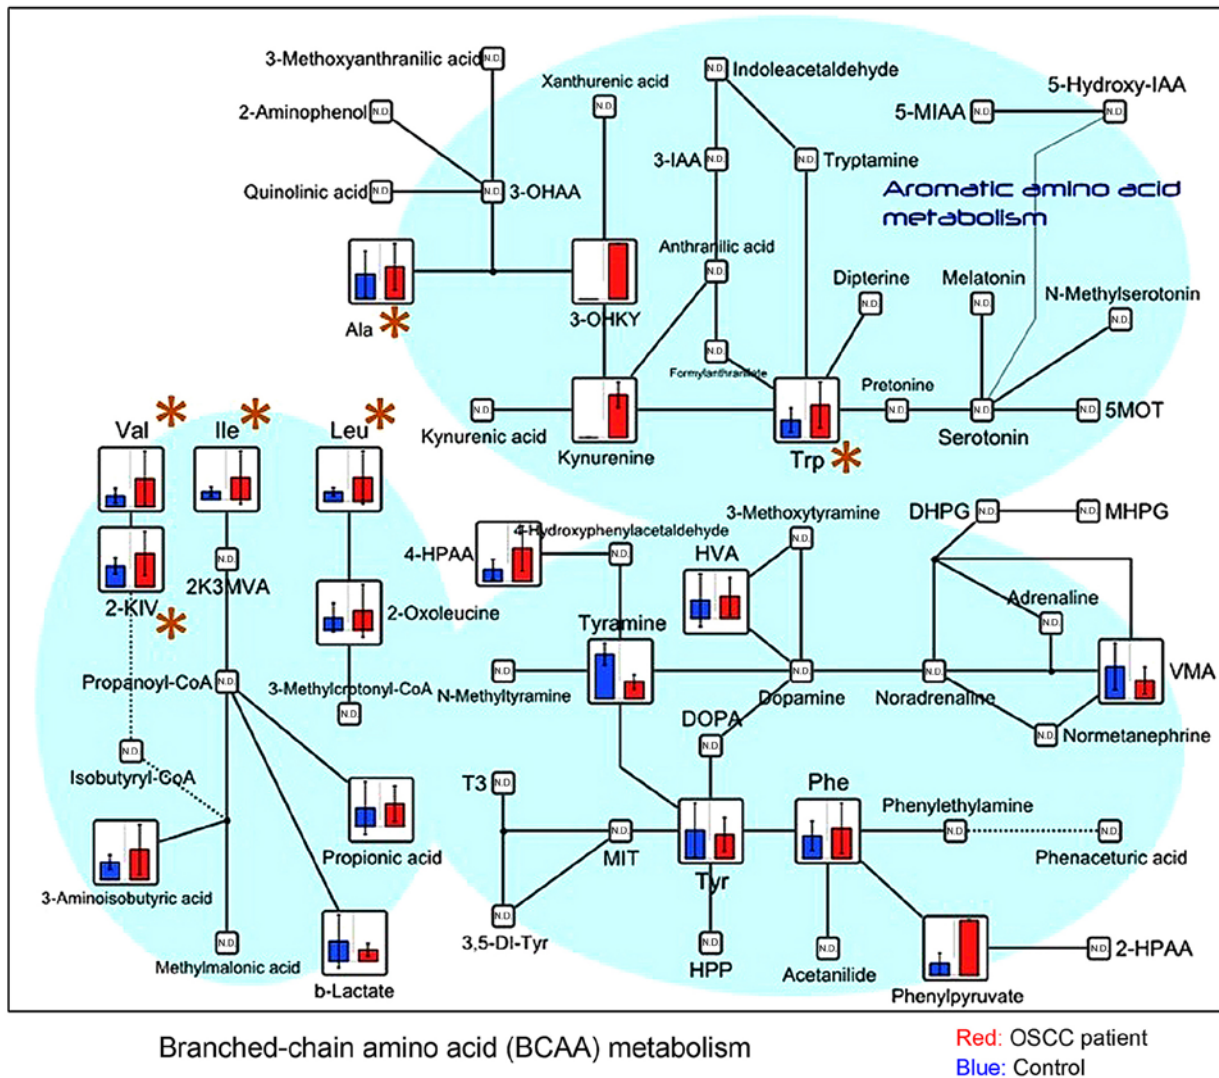 3-Methoxyanthranilic acid N.D.
Xanthurenic acid
N.D.
N.D. Indoleacetaldehyde
5-Hydroxy-IAA
2-Aminophenol N.D.
5-MIAA N.D. N.D.
3-IAA N.D.
N.D. Tryptamine
Quinolinic acid N.D. N.D. 3-OHAA
Aromatic amino acid
metabolism
Anthranilic acid
N.D.
Dipterine
N.D.
Melatonin
N.D.
N-Methylserotonin
N.D.
Ala *
3-OHKY
N.D.
Formylanthranilate
Pretonine
N.D.
Kynurenic acid
N.D.
Kynurenine
Trp *
N.D.
Serotonin
N.D. 5MOT
Val * Ile * Leu *
2-KIV *
N.D.
2K3MVA
2-Oxoleucine
Propanoyl-CoA N.D.
3-Methylcrotonyl-CoA
N.D.
N.D.
Isobutyryl-CoA
3-Aminoisobutyric acid
Propionic acid
N.D.
Methylmalonic acid
b-Lactate
4-HPAA
4-Hydroxyphenylacetaldehyde
N.D.
3-Methoxytyramine
N.D.
HVA
DHPG N.D. N.D. MHPG
Adrenaline
N.D.
Tyramine
N.D.
N-Methyltyramine
N.D.
Dopamine
N.D.
Noradrenaline
VMA
N.D.
Normetanephrine
DOPA
N.D.
T3 N.D.
N.D.
MIT
Tyr
Phe
Phenylethylamine
N.D.
N.D.
Phenaceturic acid
N.D.
3,5-DI-Tyr
N.D.
HPP
N.D.
Acetanilide
Phenylpyruvate
N.D. 2-HPAA
Branched-chain amino acid (BCAA) metabolism
Red: OSCC patient
Blue: Control